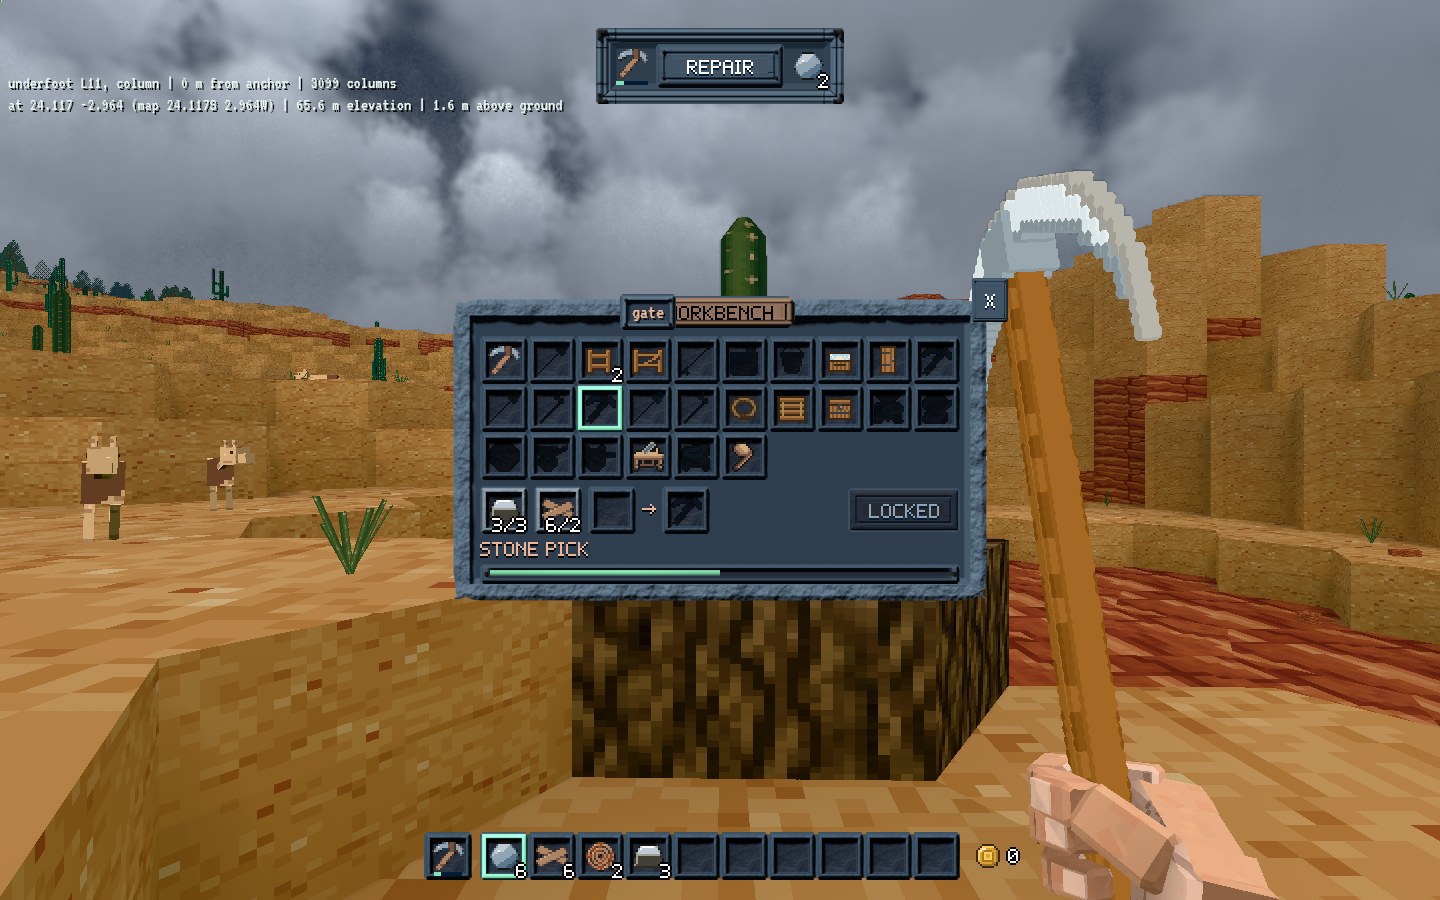 REPAIR
2
underfoot L11, column | 0 m from anchor | 3099 columns
at 24.117 -2.964 (map 24.117S 2.964W) | 65.6 m elevation | 1.6 m above ground
gate
ORKBENCH
X
2
3/3 6/2
LOCKED
STONE PICK
6 6 2 3
0